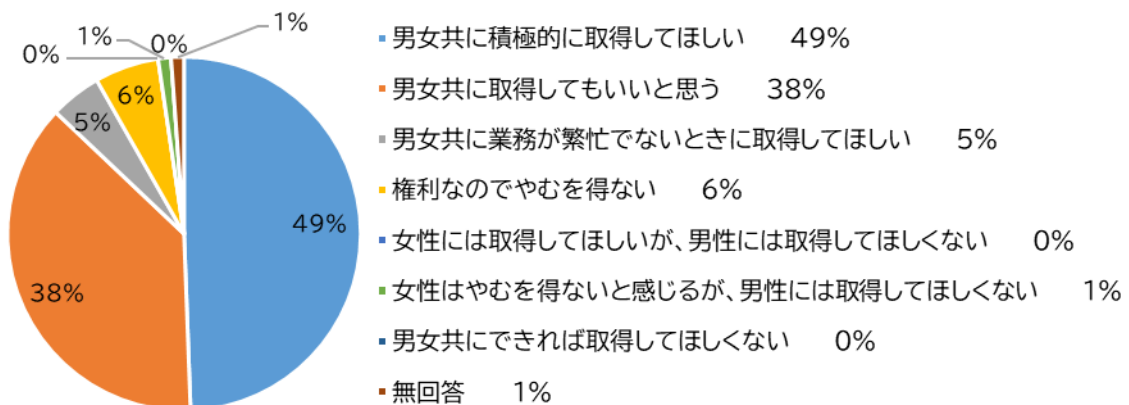 0%
1%
0%
1%
6%
5%
49%
38%
男女共に積極的に取得してほしい 49%
男女共に取得してもいいと思う 38%
男女共に業務が繁忙でないときに取得してほしい 5%
権利なのでやむを得ない 6%
女性には取得してほしいが、男性には取得してほしくない 0%
女性はやむを得ないと感じるが、男性には取得してほしくない 1%
男女共にできれば取得してほしくない 0%
無回答 1%